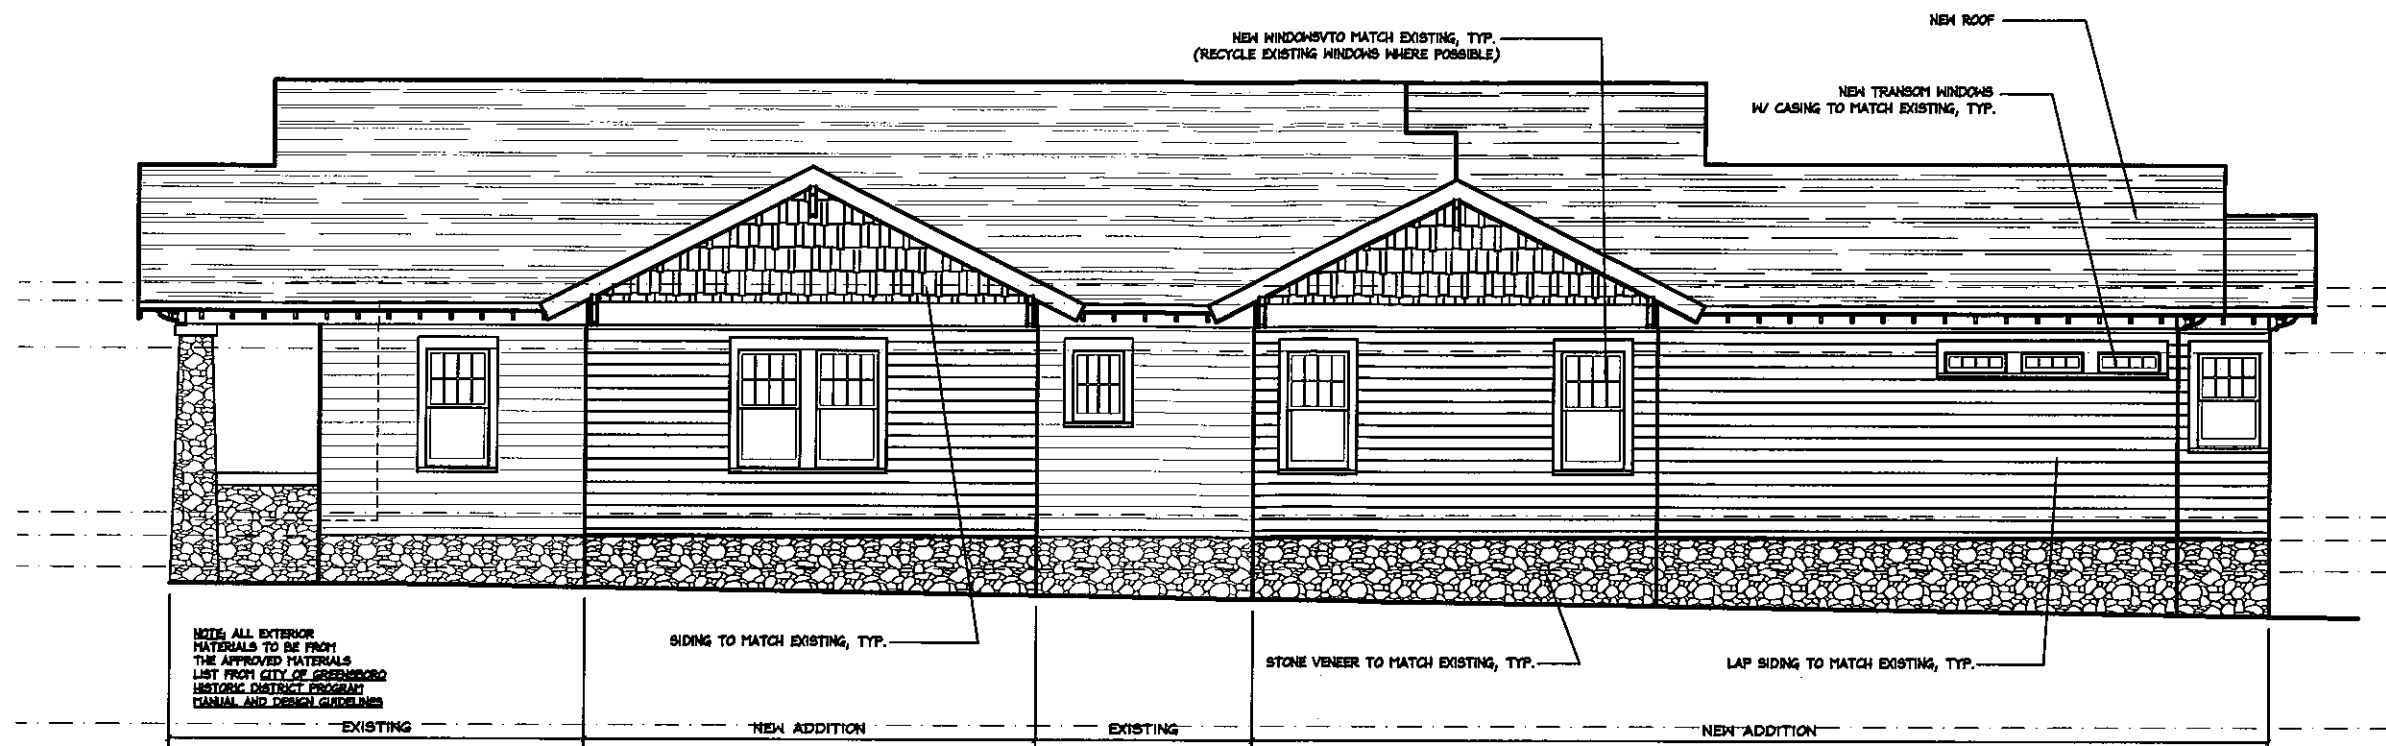 NEW ROOF
NEW WINDOWSVTO MATCH EXISTING, TYP.
(RECYCLE EXISTING WINDOWS WHERE POSSIBLE)
NEW TRANSOM WINDOWS
W/ CASING TO MATCH EXISTING, TYP.
NOTE: ALL EXTERIOR
MATERIALS TO BE FROM
THE APPROVED MATERIALS
LIST FROM CITY OF GREENSBORO
HISTORIC DISTRICT PROGRAM
MANUAL AND DESIGN GUIDELINES
SIDING TO MATCH EXISTING, TYP.
STONE VENEER TO MATCH EXISTING, TYP.
LAP SIDING TO MATCH EXISTING, TYP.
EXISTING
NEW ADDITION
EXISTING
NEW ADDITION